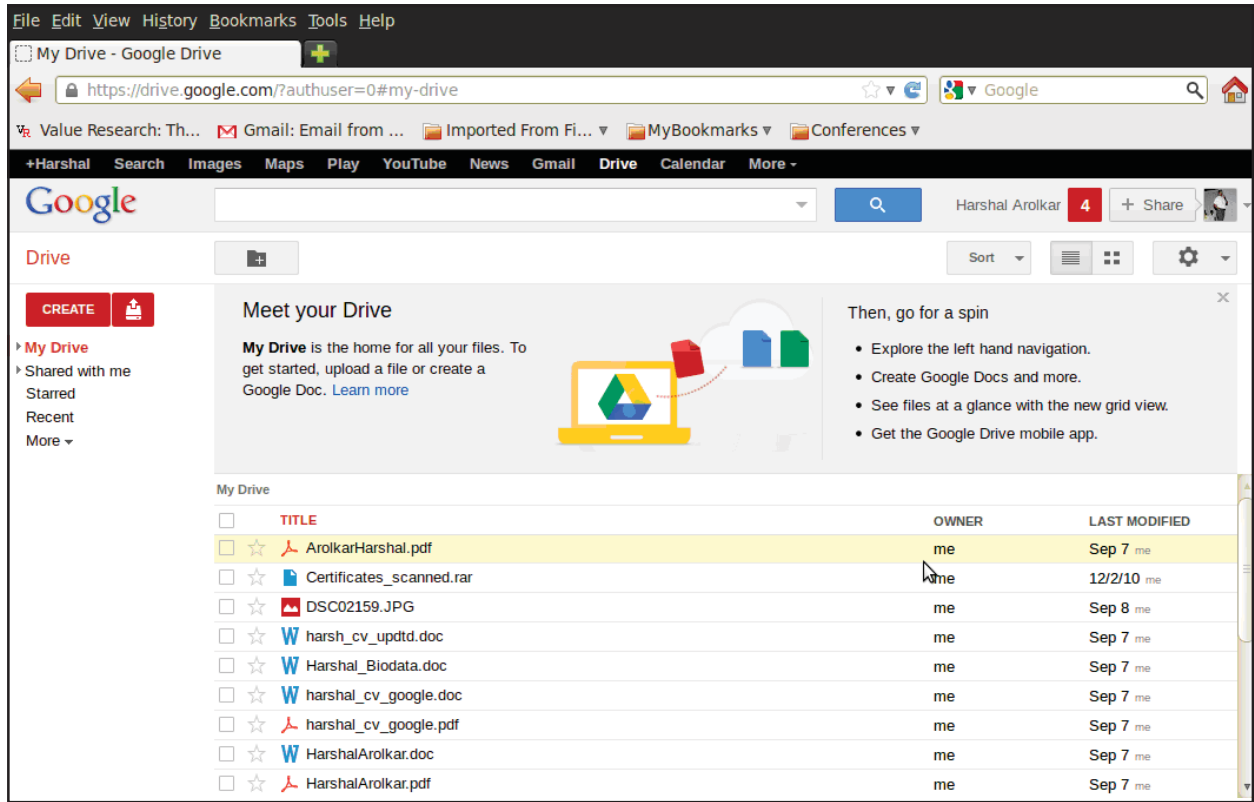 File Edit View History Bookmarks Tools Help
My Drive - Google Drive
https://drive.google.com/?authuser=0#my-drive
Google
Value Research: Th... Gmail: Email from ... Imported From Fi... MyBookmarks Conferences
+Harshal Search Images Maps Play YouTube News Gmail Drive Calendar More
Google
Harshal Arolkar 4 + Share
Drive
Sort
CREATE
My Drive
Shared with me
Starred
Recent
More
Meet your Drive
My Drive is the home for all your files. To
get started, upload a file or create a
Google Doc. Learn more
Then, go for a spin
• Explore the left hand navigation.
• Create Google Docs and more.
• See files at a glance with the new grid view.
• Get the Google Drive mobile app.
My Drive
TITLE OWNER LAST MODIFIED
ArolkarHarshal.pdf me Sep 7 me
Certificates_scanned.rar me 12/2/10 me
DSC02159.JPG me Sep 8 me
harsh_cv_updtd.doc me Sep 7 me
Harshal_Biodata.doc me Sep 7 me
harshal_cv_google.doc me Sep 7 me
harshal_cv_google.pdf me Sep 7 me
HarshalArolkar.doc me Sep 7 me
HarshalArolkar.pdf me Sep 7 me